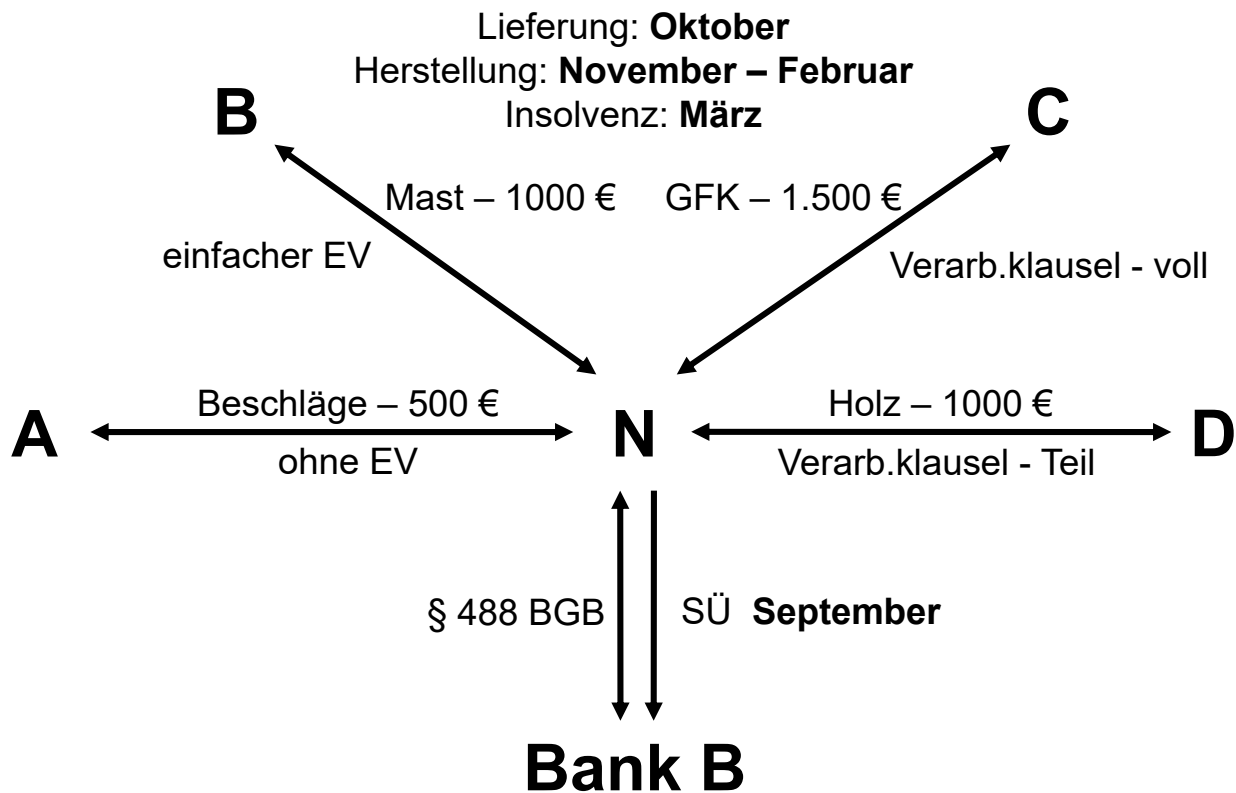 Lieferung: Oktober
Herstellung: November – Februar
Insolvenz: März
B
C
Mast – 1000 €
GFK – 1.500 €
einfacher EV
Verarb.klausel - voll
Beschläge – 500 €
Holz – 1000 €
A
N
D
ohne EV
Verarb.klausel - Teil
§ 488 BGB
SÜ September
Bank B